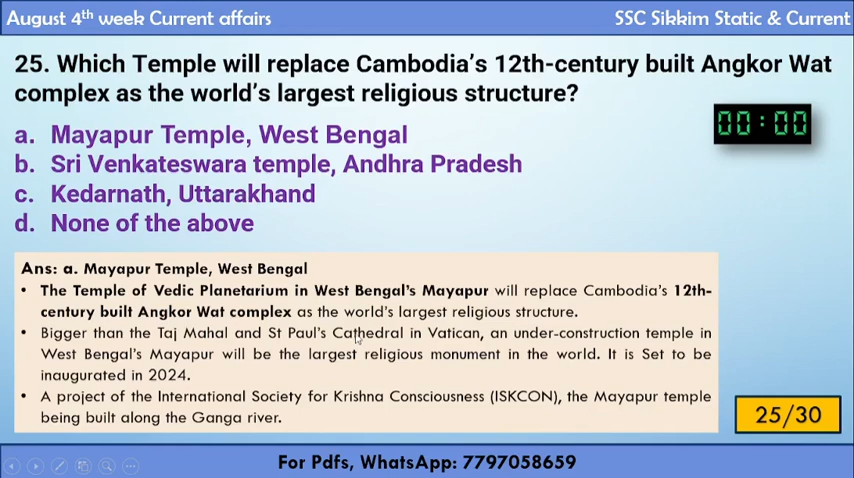 August 4th week Current affairs
SSC Sikkim Static & Current
25. Which Temple will replace Cambodia's 12th-century built Angkor Wat
complex as the world's largest religious structure?
00:00
a. Mayapur Temple, West Bengal
b. Sri Venkateswara temple, Andhra Pradesh
c. Kedarnath, Uttarakhand
d. None of the above
Ans: a. Mayapur Temple, West Bengal
• The Temple of Vedic Planetarium in West Bengal's Mayapur will replace Cambodia's 12th-
century built Angkor Wat complex as the world's largest religious structure.
• Bigger than the Taj Mahal and St Paul's Cathedral in Vatican, an under-construction temple in
West Bengal's Mayapur will be the largest religious monument in the world. It is Set to be
inaugurated in 2024.
• A project of the International Society for Krishna Consciousness (ISKCON), the Mayapur temple
being built along the Ganga river.
25/30
For Pdfs, WhatsApp: 7797058659